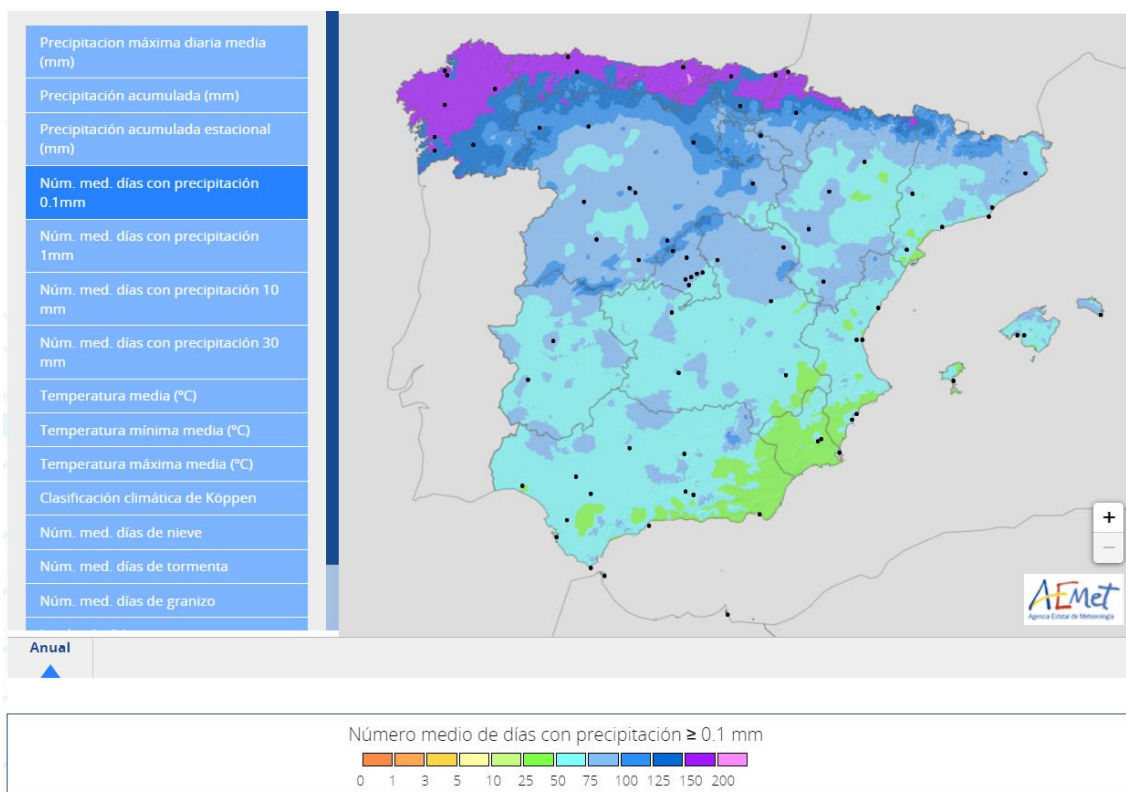 Precipitacion máxima diaria media
(mm)
Precipitación acumulada (mm)
Precipitación acumulada estacional
(mm)
Núm. med. días con precipitación
0.1mm
Núm. med. días con precipitación
1mm
Núm. med. días con precipitación 10
mm
Núm. med. días con precipitación 30
mm
Temperatura media (ºC)
Temperatura mínima media (ºC)
Temperatura máxima media (ºC)
Clasificación climática de Köppen
Núm. med. días de nieve
Núm. med. días de tormenta
Núm. med. días de granizo
+
−
AEMet
Agencia Estatal de Meteorología
Anual
Número medio de días con precipitación ≥ 0.1 mm
0 1 3 5 10 25 50 75 100 125 150 200